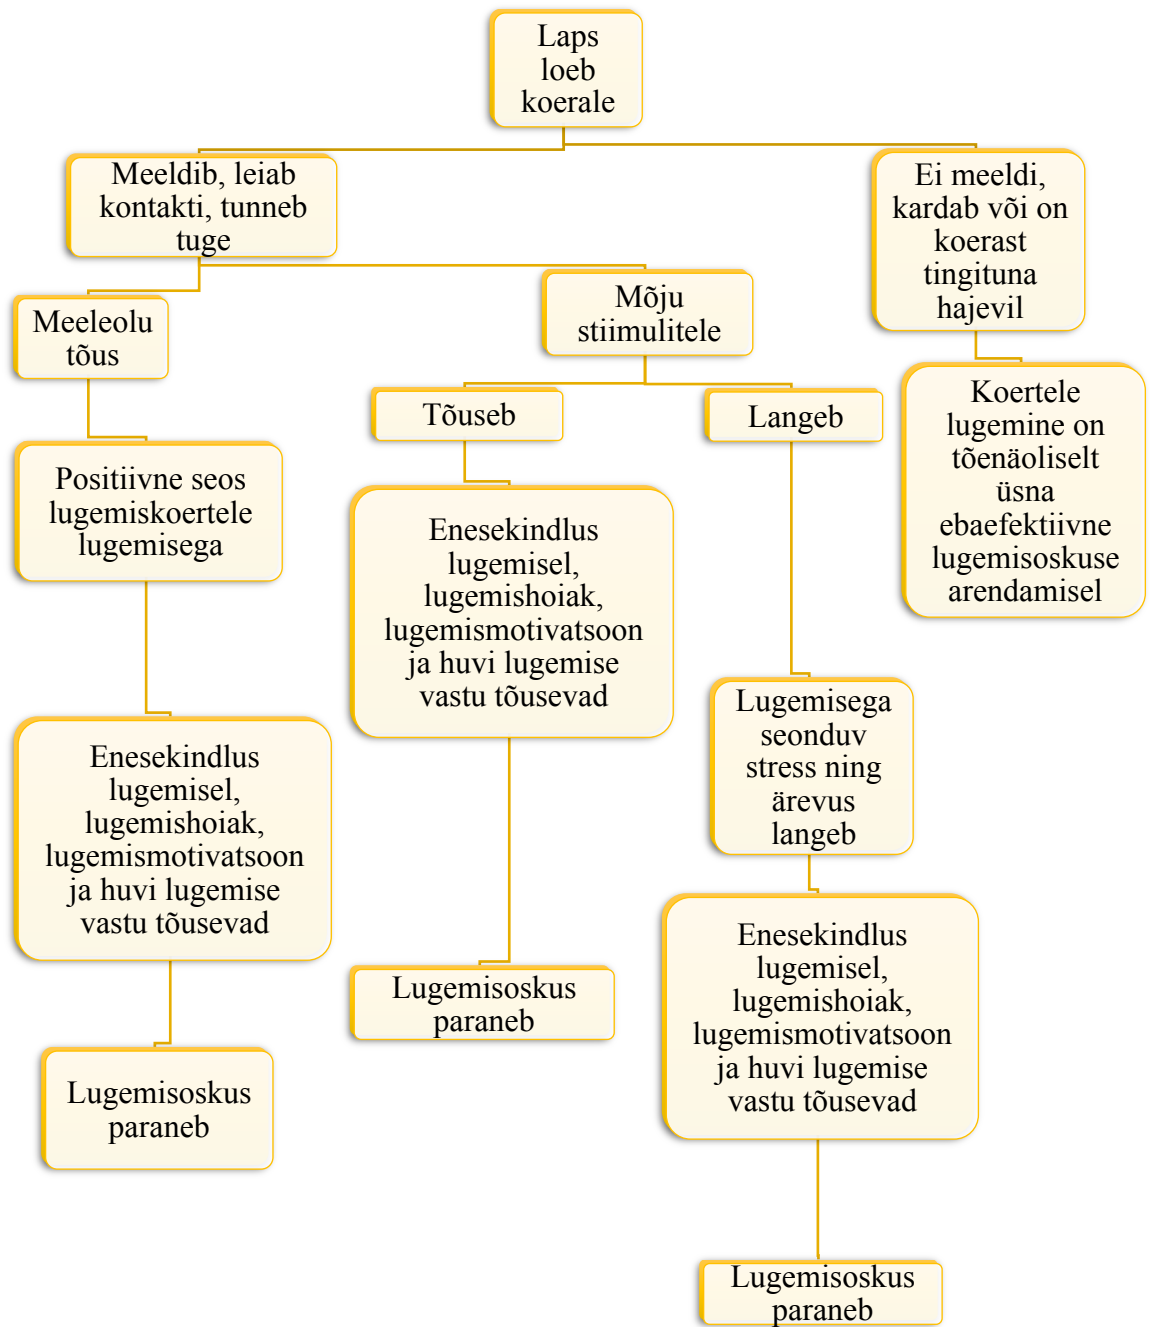 Laps
loeb
koerale
Meeldib, leiab
kontakti, tunneb
tuge
Ei meeldi,
kardab või on
koerast
tingituna
hajevil
Meeleolu
tõus
Mõju
stiimulitele
Koertele
lugemine on
tõenäoliselt
üsna
ebaefektiivne
lugemisoskuse
arendamisel
Tõuseb
Langeb
Positiivne seos
lugemiskoertele
lugemisega
Enesekindlus
lugemisel,
lugemishoiak,
lugemismotivatsoon
ja huvi lugemise
vastu tõusevad
Lugemisega
seonduv
stress ning
ärevus
langeb
Enesekindlus
lugemisel,
lugemishoiak,
lugemismotivatsoon
ja huvi lugemise
vastu tõusevad
Enesekindlus
lugemisel,
lugemishoiak,
lugemismotivatsoon
ja huvi lugemise
vastu tõusevad
Lugemisoskus
paraneb
Lugemisoskus
paraneb
Lugemisoskus
paraneb